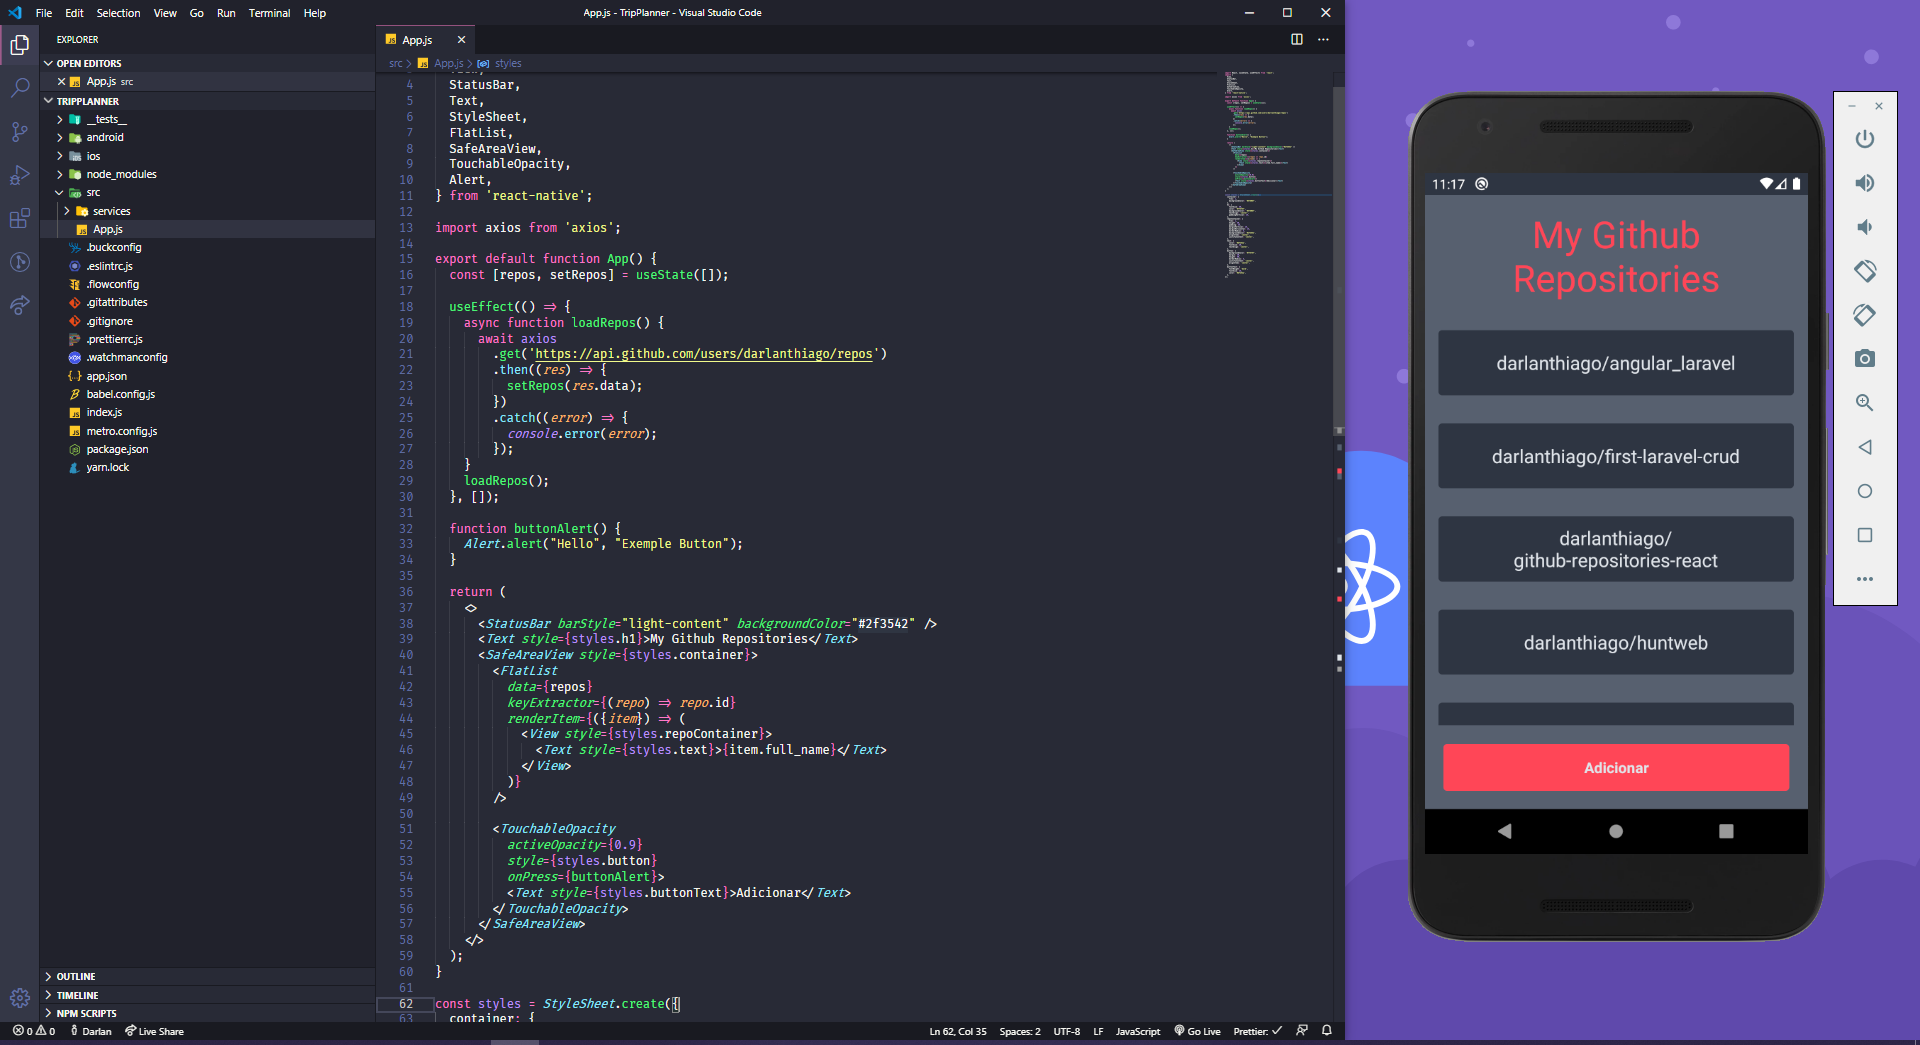 File Edit Selection View Go Run Terminal Help
App.js - TripPlanner - Visual Studio Code
EXPLORER
OPEN EDITORS
App.js src
TRIPPLANNER
__tests__
android
ios
node_modules
src
services
App.js
.buckconfig
.eslintrc.js
.flowconfig
.gitattributes
.gitignore
.prettierrc.js
.watchmanconfig
app.json
babel.config.js
index.js
metro.config.js
package.json
yarn.lock
OUTLINE
TIMELINE
NPM SCRIPTS
App.js
src > App.js > styles
4 StatusBar,
5 Text,
6 StyleSheet,
7 FlatList,
8 SafeAreaView,
9 TouchableOpacity,
10 Alert,
11 } from 'react-native';
12
13 import axios from 'axios';
14
15 export default function App() {
16 const [repos, setRepos] = useState([]);
17
18 useEffect(() => {
19 async function loadRepos() {
20 await axios
21 .get('https://api.github.com/users/darlanthiago/repos')
22 .then((res) => {
23 setRepos(res.data);
24 })
25 .catch((error) => {
26 console.error(error);
27 });
28 }
29 loadRepos();
30 }, []);
31
32 function buttonAlert() {
33 Alert.alert("Hello", "Exemple Button");
34 }
35
36 return (
37 <>
38 <StatusBar barStyle="light-content" backgroundColor="#2f3542" />
39 <Text style={styles.h1}>My Github Repositories</Text>
40 <SafeAreaView style={styles.container}>
41 <FlatList
42 data={repos}
43 keyExtractor={(repo) => repo.id}
44 renderItem={({item}) => (
45 <View style={styles.repoContainer}>
46 <Text style={styles.text}>{item.full_name}</Text>
47 </View>
48 )}
49 />
50
51 <TouchableOpacity
52 activeOpacity={0.9}
53 style={styles.button}
54 onPress={buttonAlert}>
55 <Text style={styles.buttonText}>Adicionar</Text>
56 </TouchableOpacity>
57 </SafeAreaView>
58 </>
59 );
60 }
61
62 const styles = StyleSheet.create({
63 container: {
0 0 Darlan Live Share
Ln 62, Col 35 Spaces: 2 UTF-8 LF JavaScript Go Live Prettier: ✓
11:17
My Github
Repositories
darlanthiago/angular_laravel
darlanthiago/first-laravel-crud
darlanthiago/
github-repositories-react
darlanthiago/huntweb
Adicionar